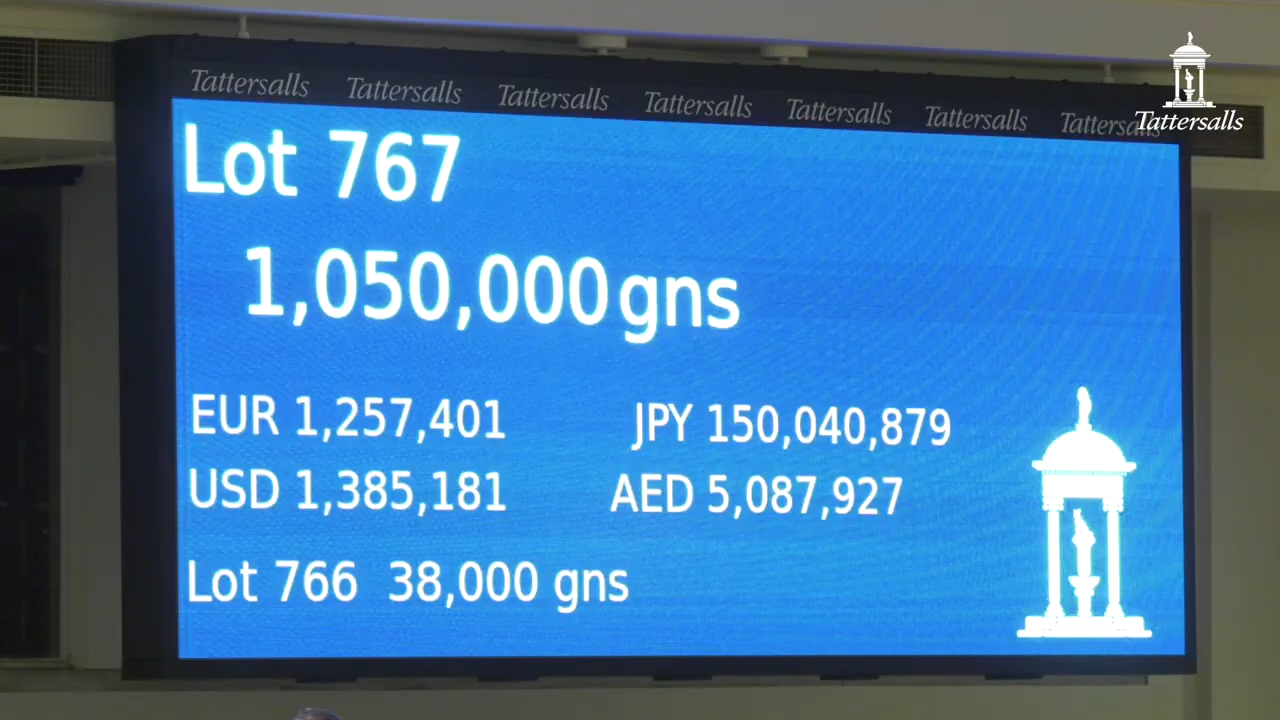 Tattersalls Tattersalls Tattersalls Tattersalls Tattersalls Tattersalls Tattersalls
Tattersalls
Lot 767
1,050,000 gns
EUR 1,257,401 JPY 150,040,879
USD 1,385,181 AED 5,087,927
Lot 766 38,000 gns